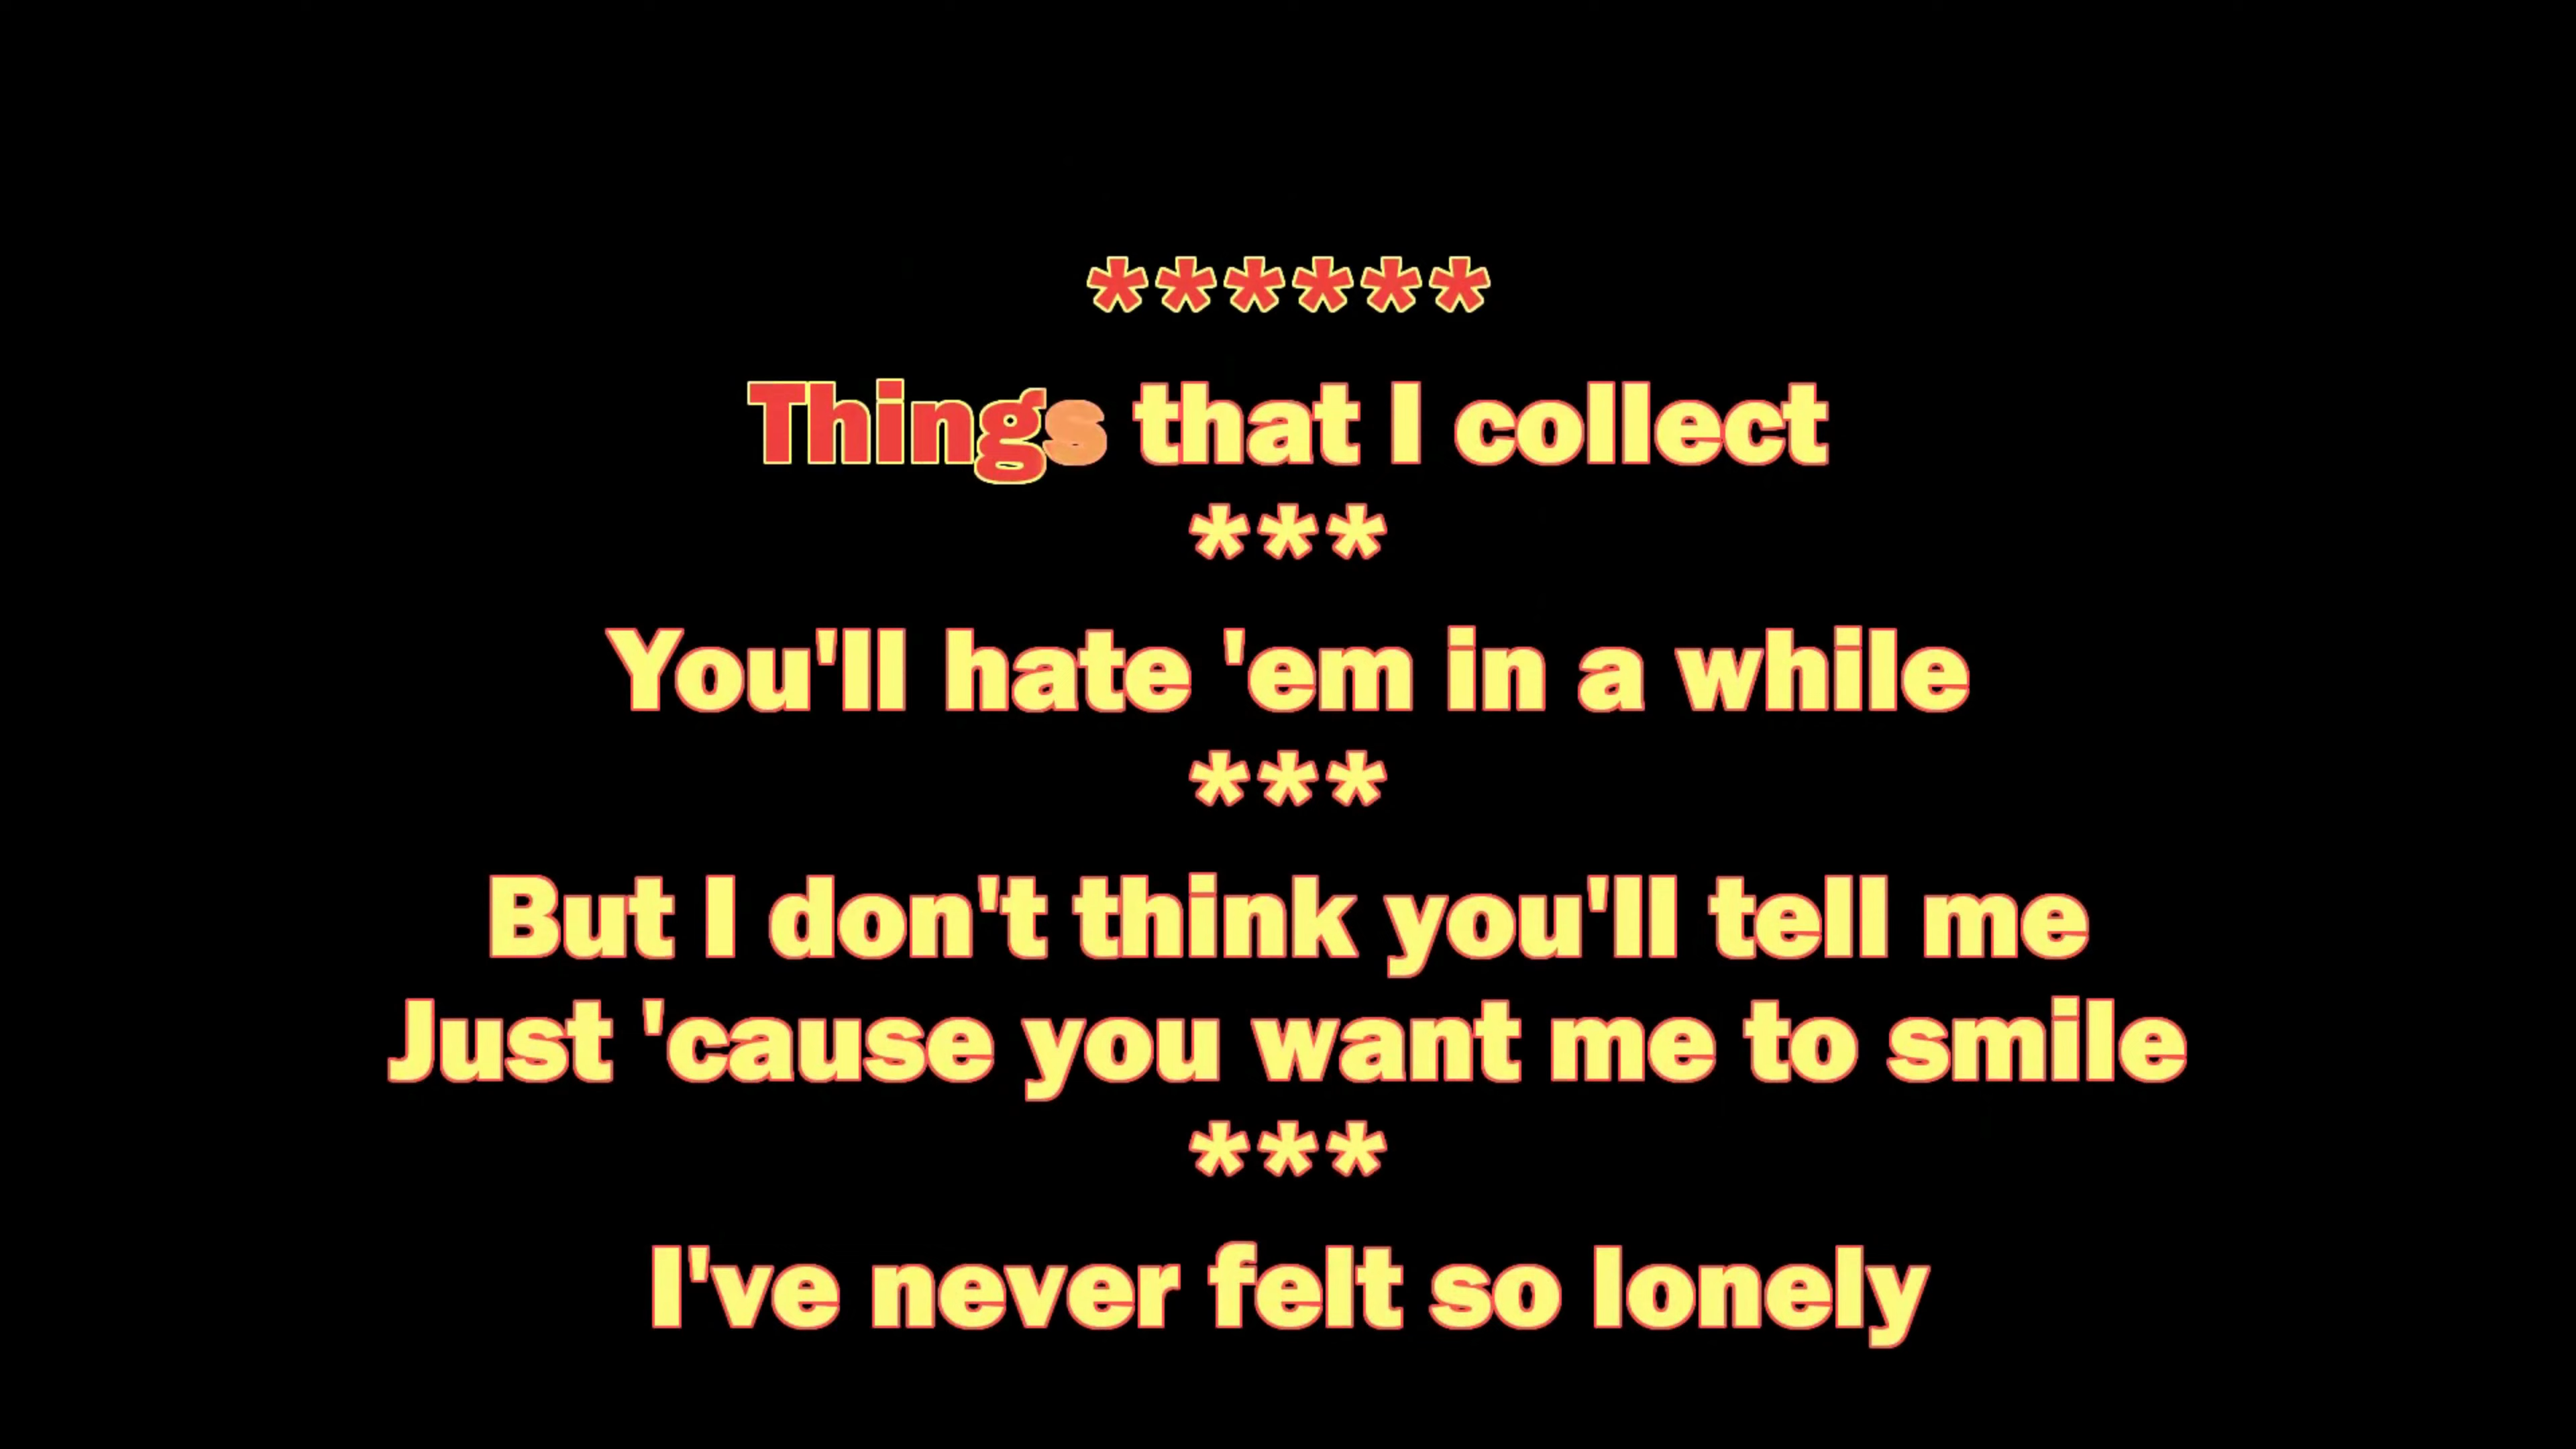 ******
Things that I collect
***
You'll hate 'em in a while
***
But I don't think you'll tell me
Just 'cause you want me to smile
***
I've never felt so lonely